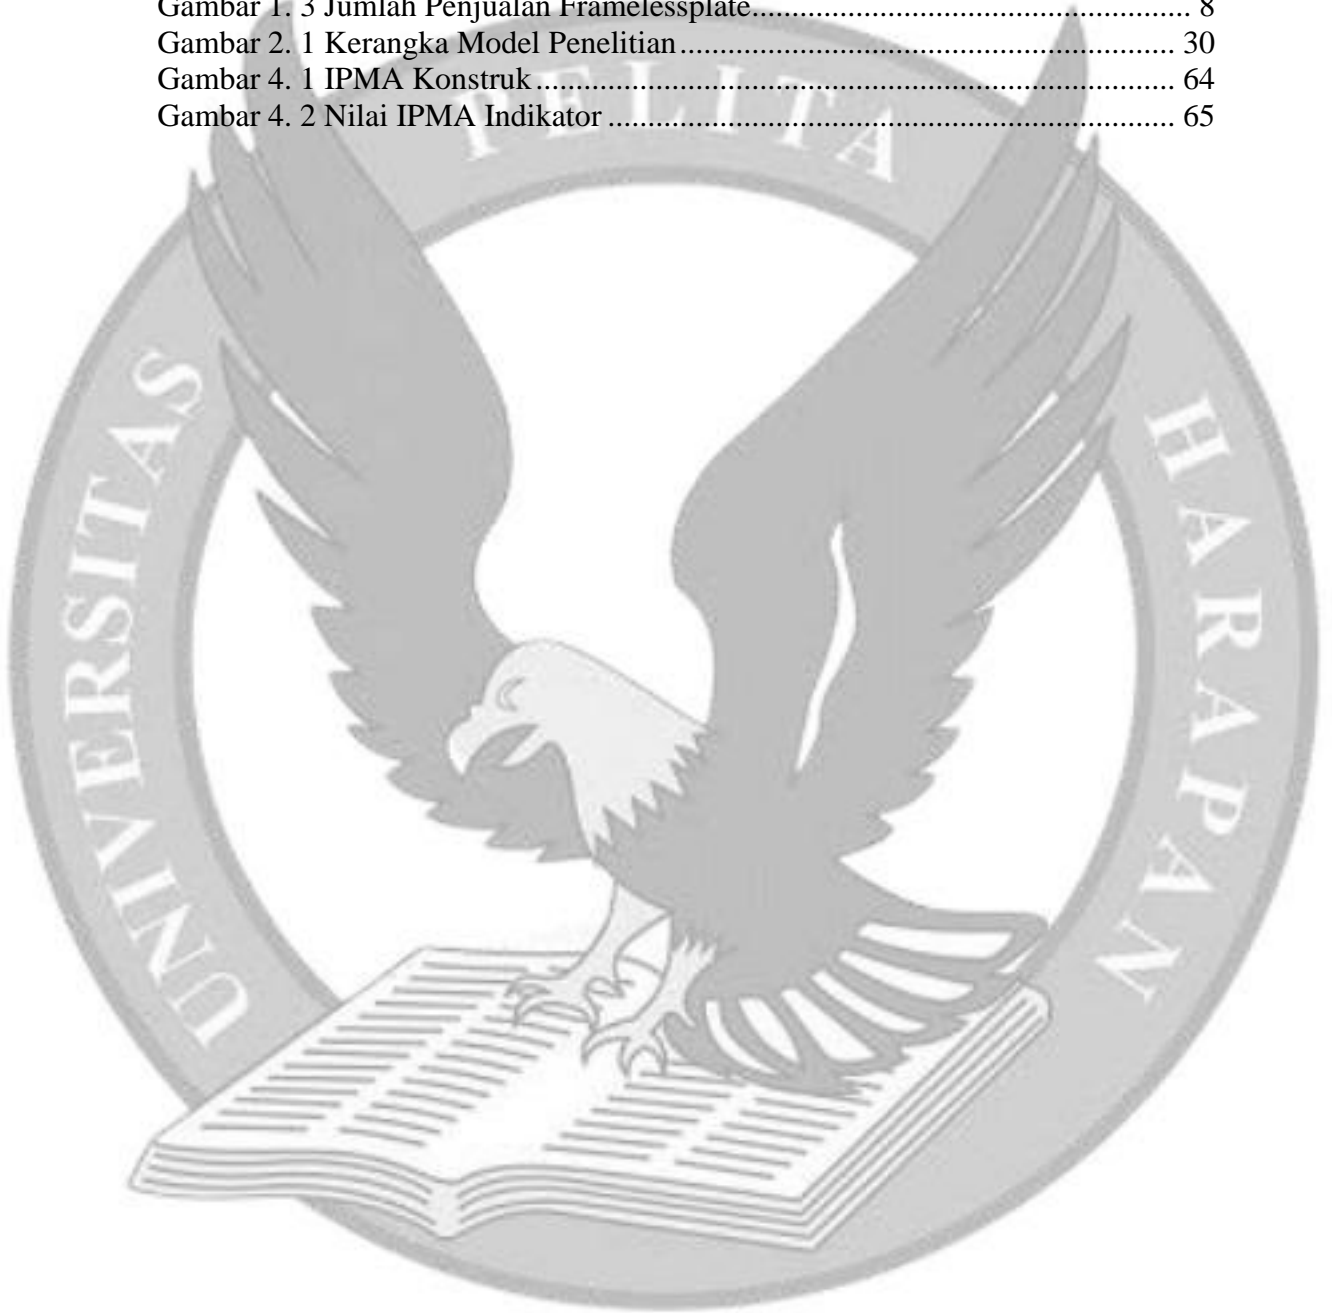 Gambar 1. 3 Jumlah Penjualan Framelessplate........................................................ 8
Gambar 2. 1 Kerangka Model Penelitian ............................................................... 30
Gambar 4. 1 IPMA Konstruk ................................................................................. 64
Gambar 4. 2 Nilai IPMA Indikator ........................................................................ 65
UNIVERSITAS
PELITA
HARAPAN